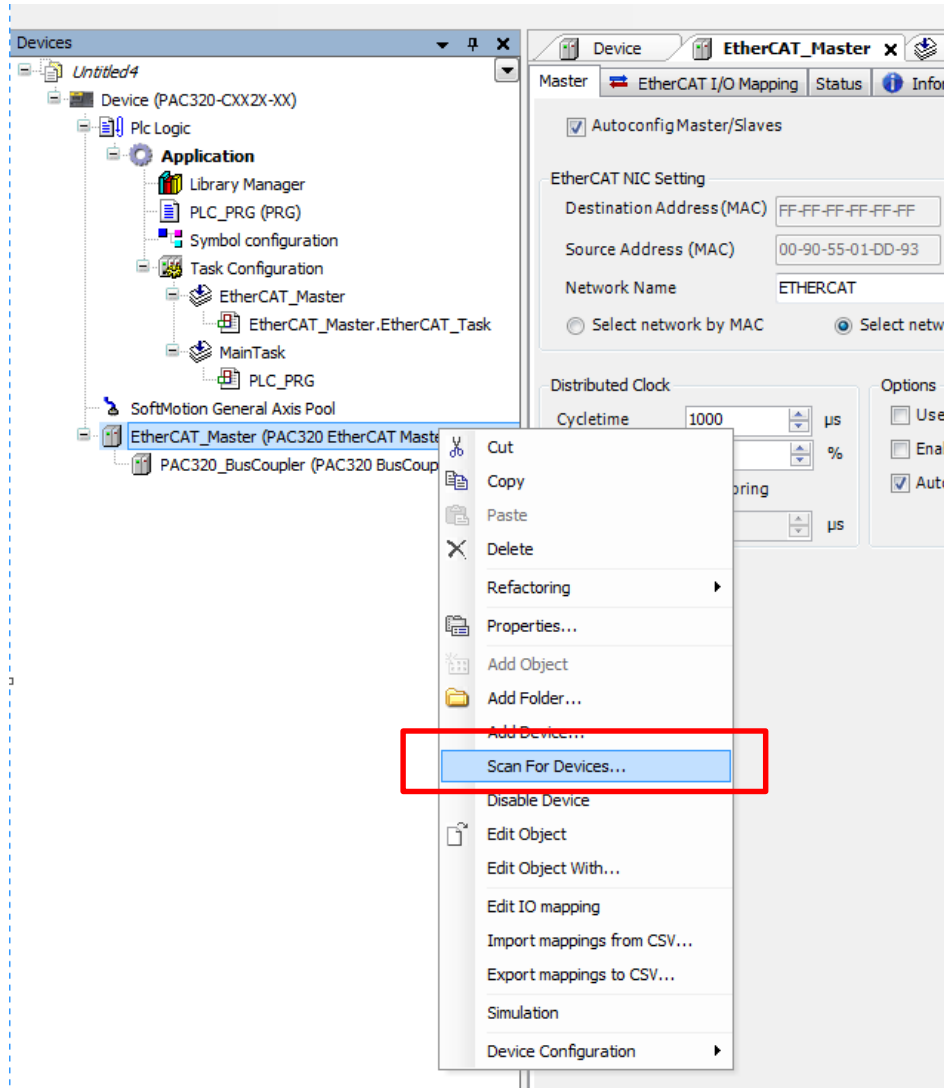 Devices
Untitled4
Device (PAC320-CXX2X-XX)
Plc Logic
Application
Library Manager
PLC_PRG (PRG)
Symbol configuration
Task Configuration
EtherCAT_Master
EtherCAT_Master.EtherCAT_Task
MainTask
PLC_PRG
SoftMotion General Axis Pool
EtherCAT_Master (PAC320 EtherCAT Maste
PAC320_BusCoupler (PAC320 BusCoup
Cut
Copy
Paste
Delete
Refactoring
Properties...
Add Object
Add Folder...
Add Device...
Scan For Devices...
Disable Device
Edit Object
Edit Object With...
Edit IO mapping
Import mappings from CSV...
Export mappings to CSV...
Simulation
Device Configuration
Device EtherCAT_Master
Master EtherCAT I/O Mapping Status Infor
Autoconfig Master/Slaves
EtherCAT NIC Setting
Destination Address (MAC) FF-FF-FF-FF-FF-FF
Source Address (MAC) 00-90-55-01-DD-93
Network Name ETHERCAT
Select network by MAC Select netw
Distributed Clock Options
Cycletime 1000 µs Use
% Enal
oring Auto
µs